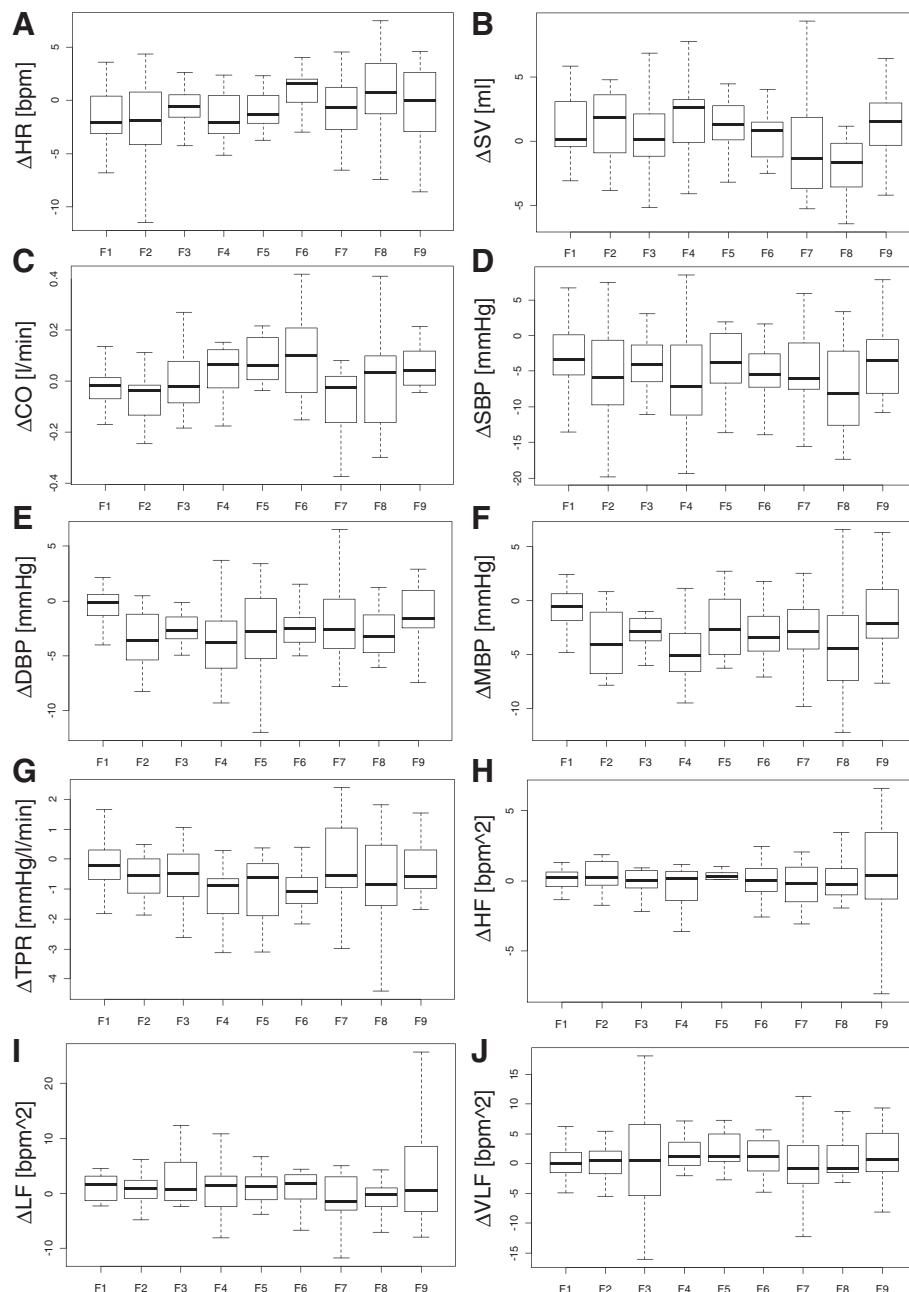 A
ΔHR [bpm]
5
0
-5
-10
F1 F2 F3 F4 F5 F6 F7 F8 F9
B
ΔSV [ml]
5
0
-5
F1 F2 F3 F4 F5 F6 F7 F8 F9
C
ΔCO [l/min]
0.4
0.2
0.0
-0.2
-0.4
F1 F2 F3 F4 F5 F6 F7 F8 F9
D
ΔSBP [mmHg]
5
0
-5
-10
-15
-20
F1 F2 F3 F4 F5 F6 F7 F8 F9
E
ΔDBP [mmHg]
5
0
-5
-10
F1 F2 F3 F4 F5 F6 F7 F8 F9
F
ΔMBP [mmHg]
5
0
-5
-10
F1 F2 F3 F4 F5 F6 F7 F8 F9
G
ΔTPR [mmHg/l/min]
2
1
0
-1
-2
-3
-4
F1 F2 F3 F4 F5 F6 F7 F8 F9
H
ΔHF [bpm^2]
5
0
-5
F1 F2 F3 F4 F5 F6 F7 F8 F9
I
ΔLF [bpm^2]
20
10
0
-10
F1 F2 F3 F4 F5 F6 F7 F8 F9
J
ΔVLF [bpm^2]
15
10
5
0
-5
-10
-15
F1 F2 F3 F4 F5 F6 F7 F8 F9